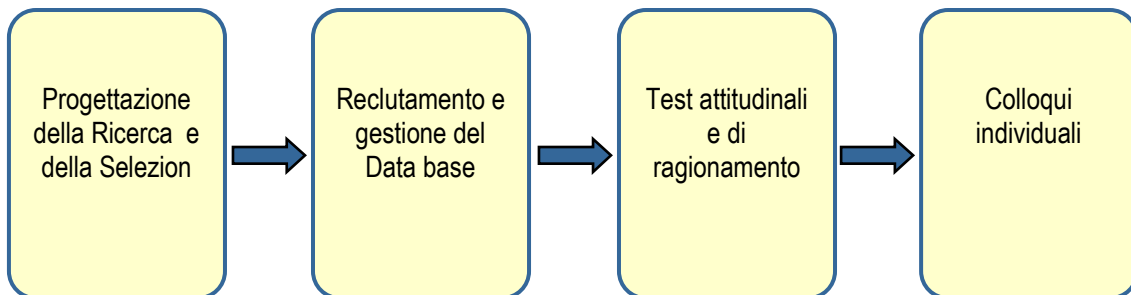 Progettazione
della Ricerca e
della Selezion
Reclutamento e
gestione del
Data base
Test attitudinali
e di
ragionamento
Colloqui
individuali